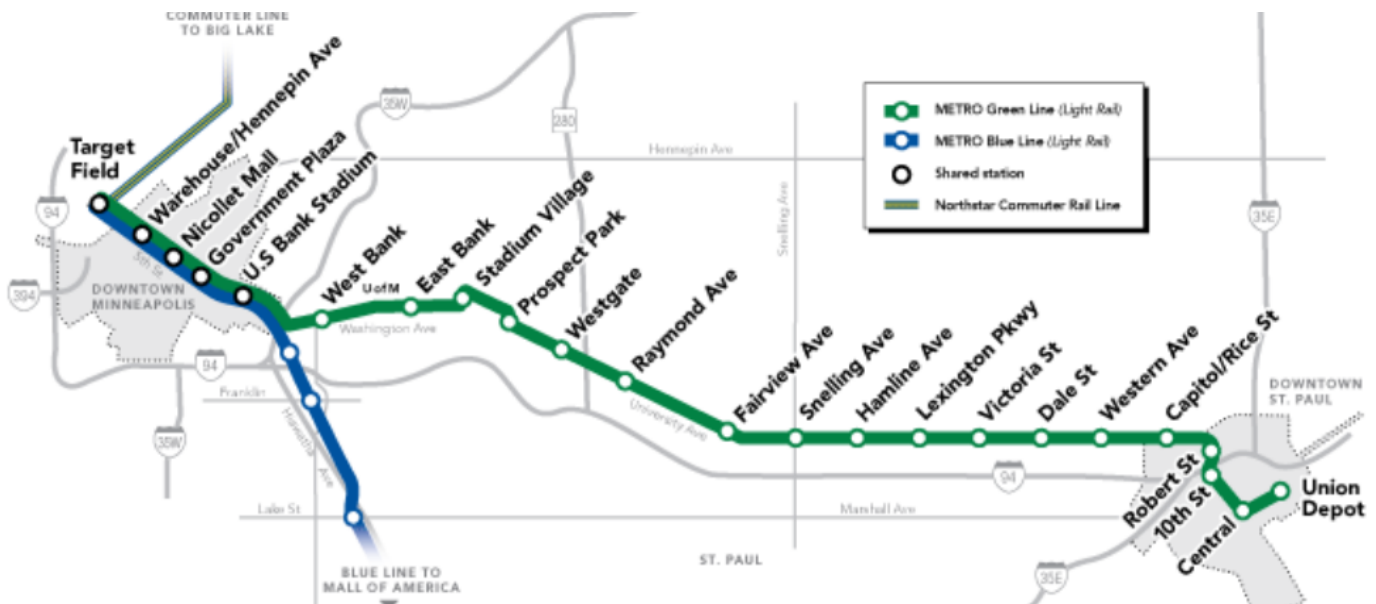 COMMUTER LINE
TO BIG LAKE
Target
Field
Warehouse/Hennepin Ave
Nicollet Mall
Government Plaza
U.S Bank Stadium
West Bank
East Bank
Stadium Village
Prospect Park
Westgate
Raymond Ave
Fairview Ave
Snelling Ave
Hamline Ave
Lexington Pkwy
Victoria St
Dale St
Western Ave
Capitol/Rice St
Robert St
10th St
Central
Union
Depot
METRO Green Line (Light Rail)
METRO Blue Line (Light Rail)
Shared station
Northstar Commuter Rail Line
35W
280
Hennepin Ave
Snelling Ave
94
394
5th St
DOWNTOWN
MINNEAPOLIS
U of M
Washington Ave
94
Franklin
35W
Hiawatha Ave
Lake St
University Ave
94
Marshall Ave
35E
DOWNTOWN
ST. PAUL
ST. PAUL
35E
BLUE LINE TO
MALL OF AMERICA